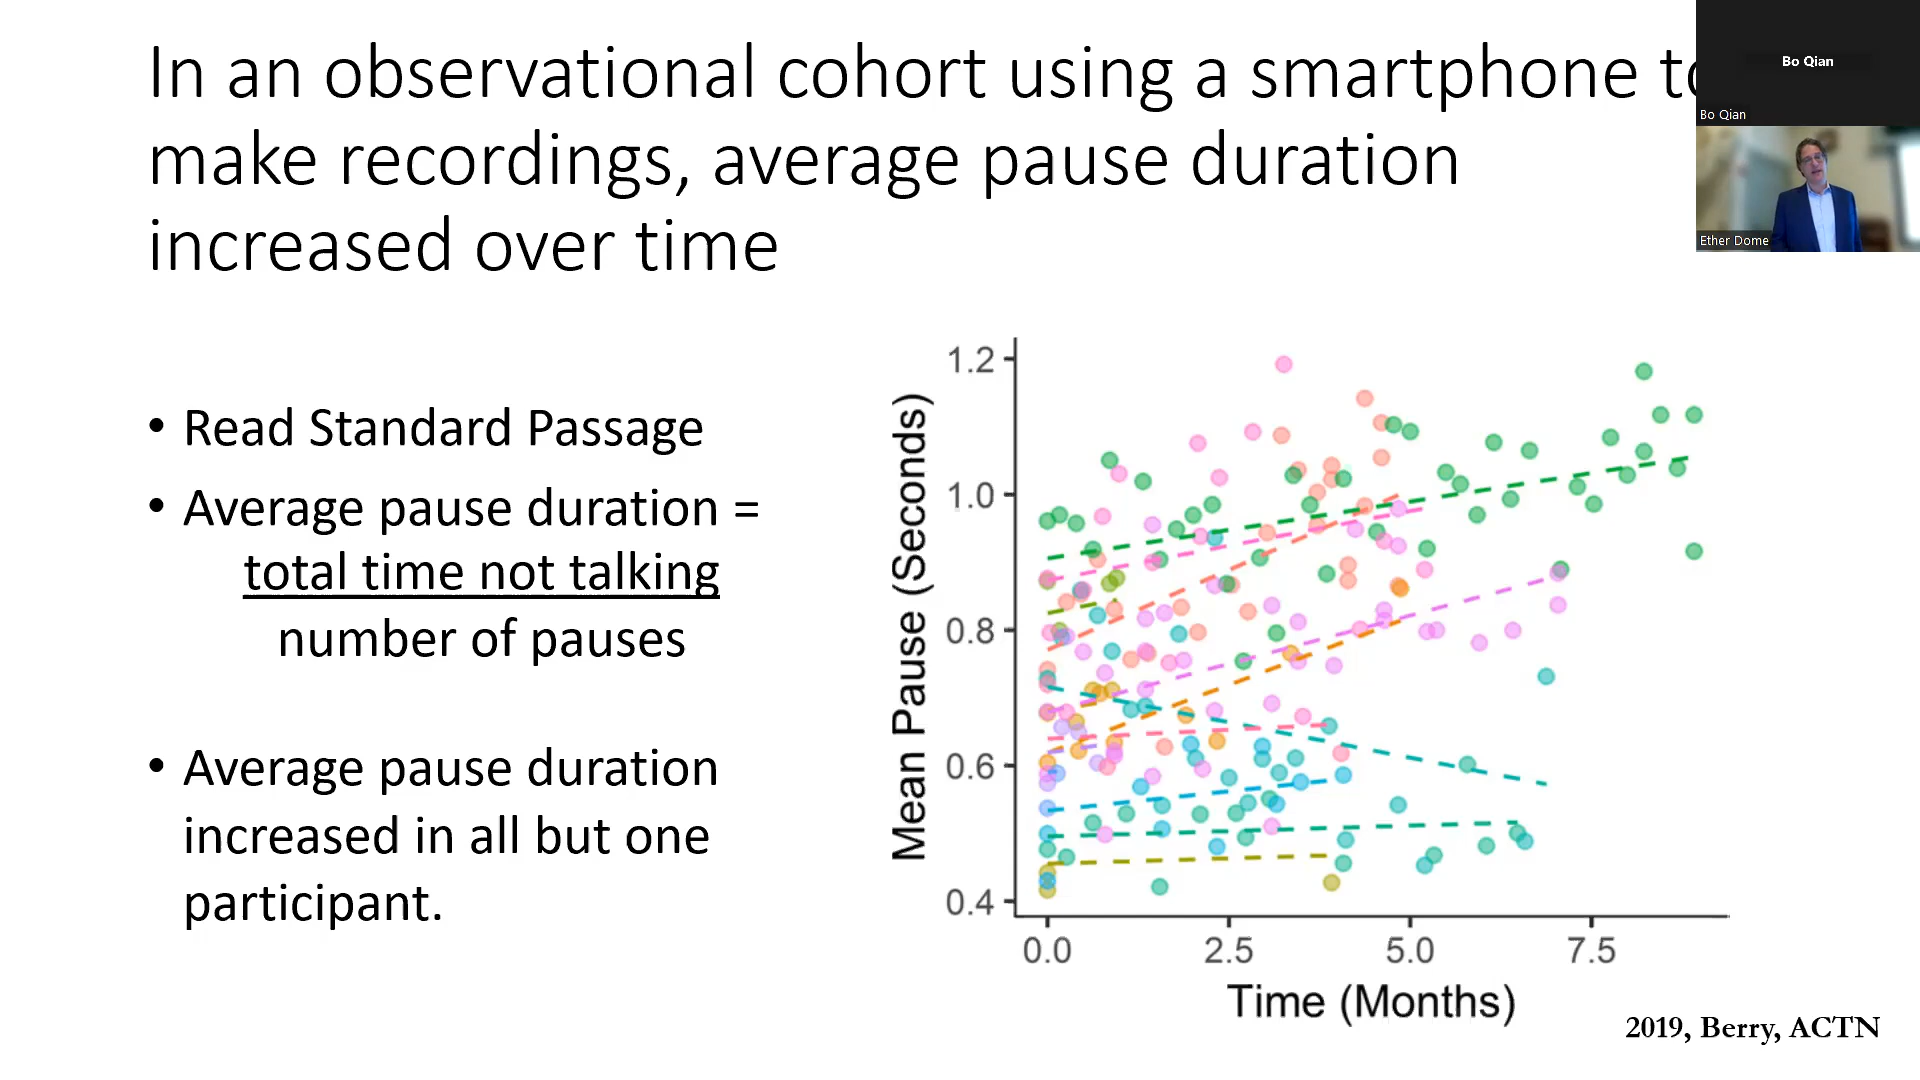 In an observational cohort using a smartphone to
make recordings, average pause duration
increased over time
Bo Qian
Bo Qian
Ether Dome
• Read Standard Passage
• Average pause duration =
total time not talking
number of pauses
• Average pause duration
increased in all but one
participant.
Mean Pause (Seconds)
1.2
1.0
0.8
0.6
0.4
0.0 2.5 5.0 7.5
Time (Months)
2019, Berry, ACTN